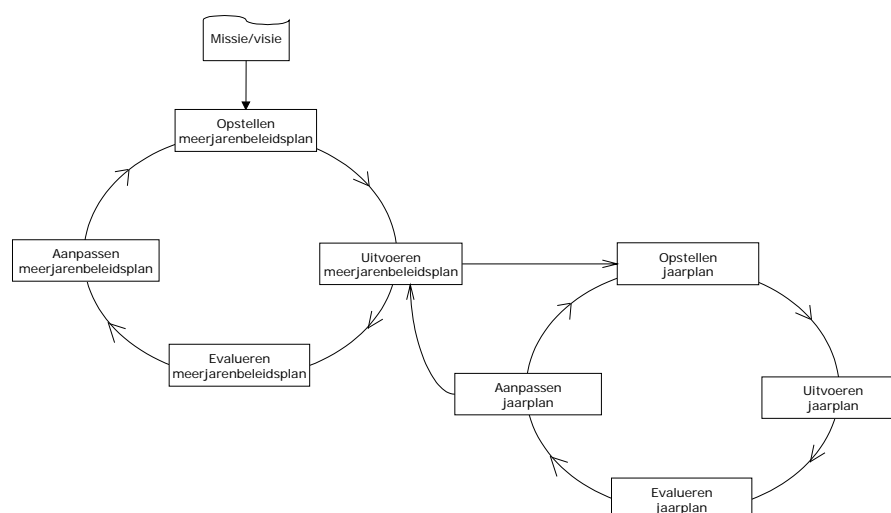 Missie/visie
Opstellen
meerjarenbeleidsplan
Aanpassen
meerjarenbeleidsplan
Uitvoeren
meerjarenbeleidsplan
Opstellen
jaarplan
Evalueren
meerjarenbeleidsplan
Aanpassen
jaarplan
Uitvoeren
jaarplan
Evalueren
jaarplan